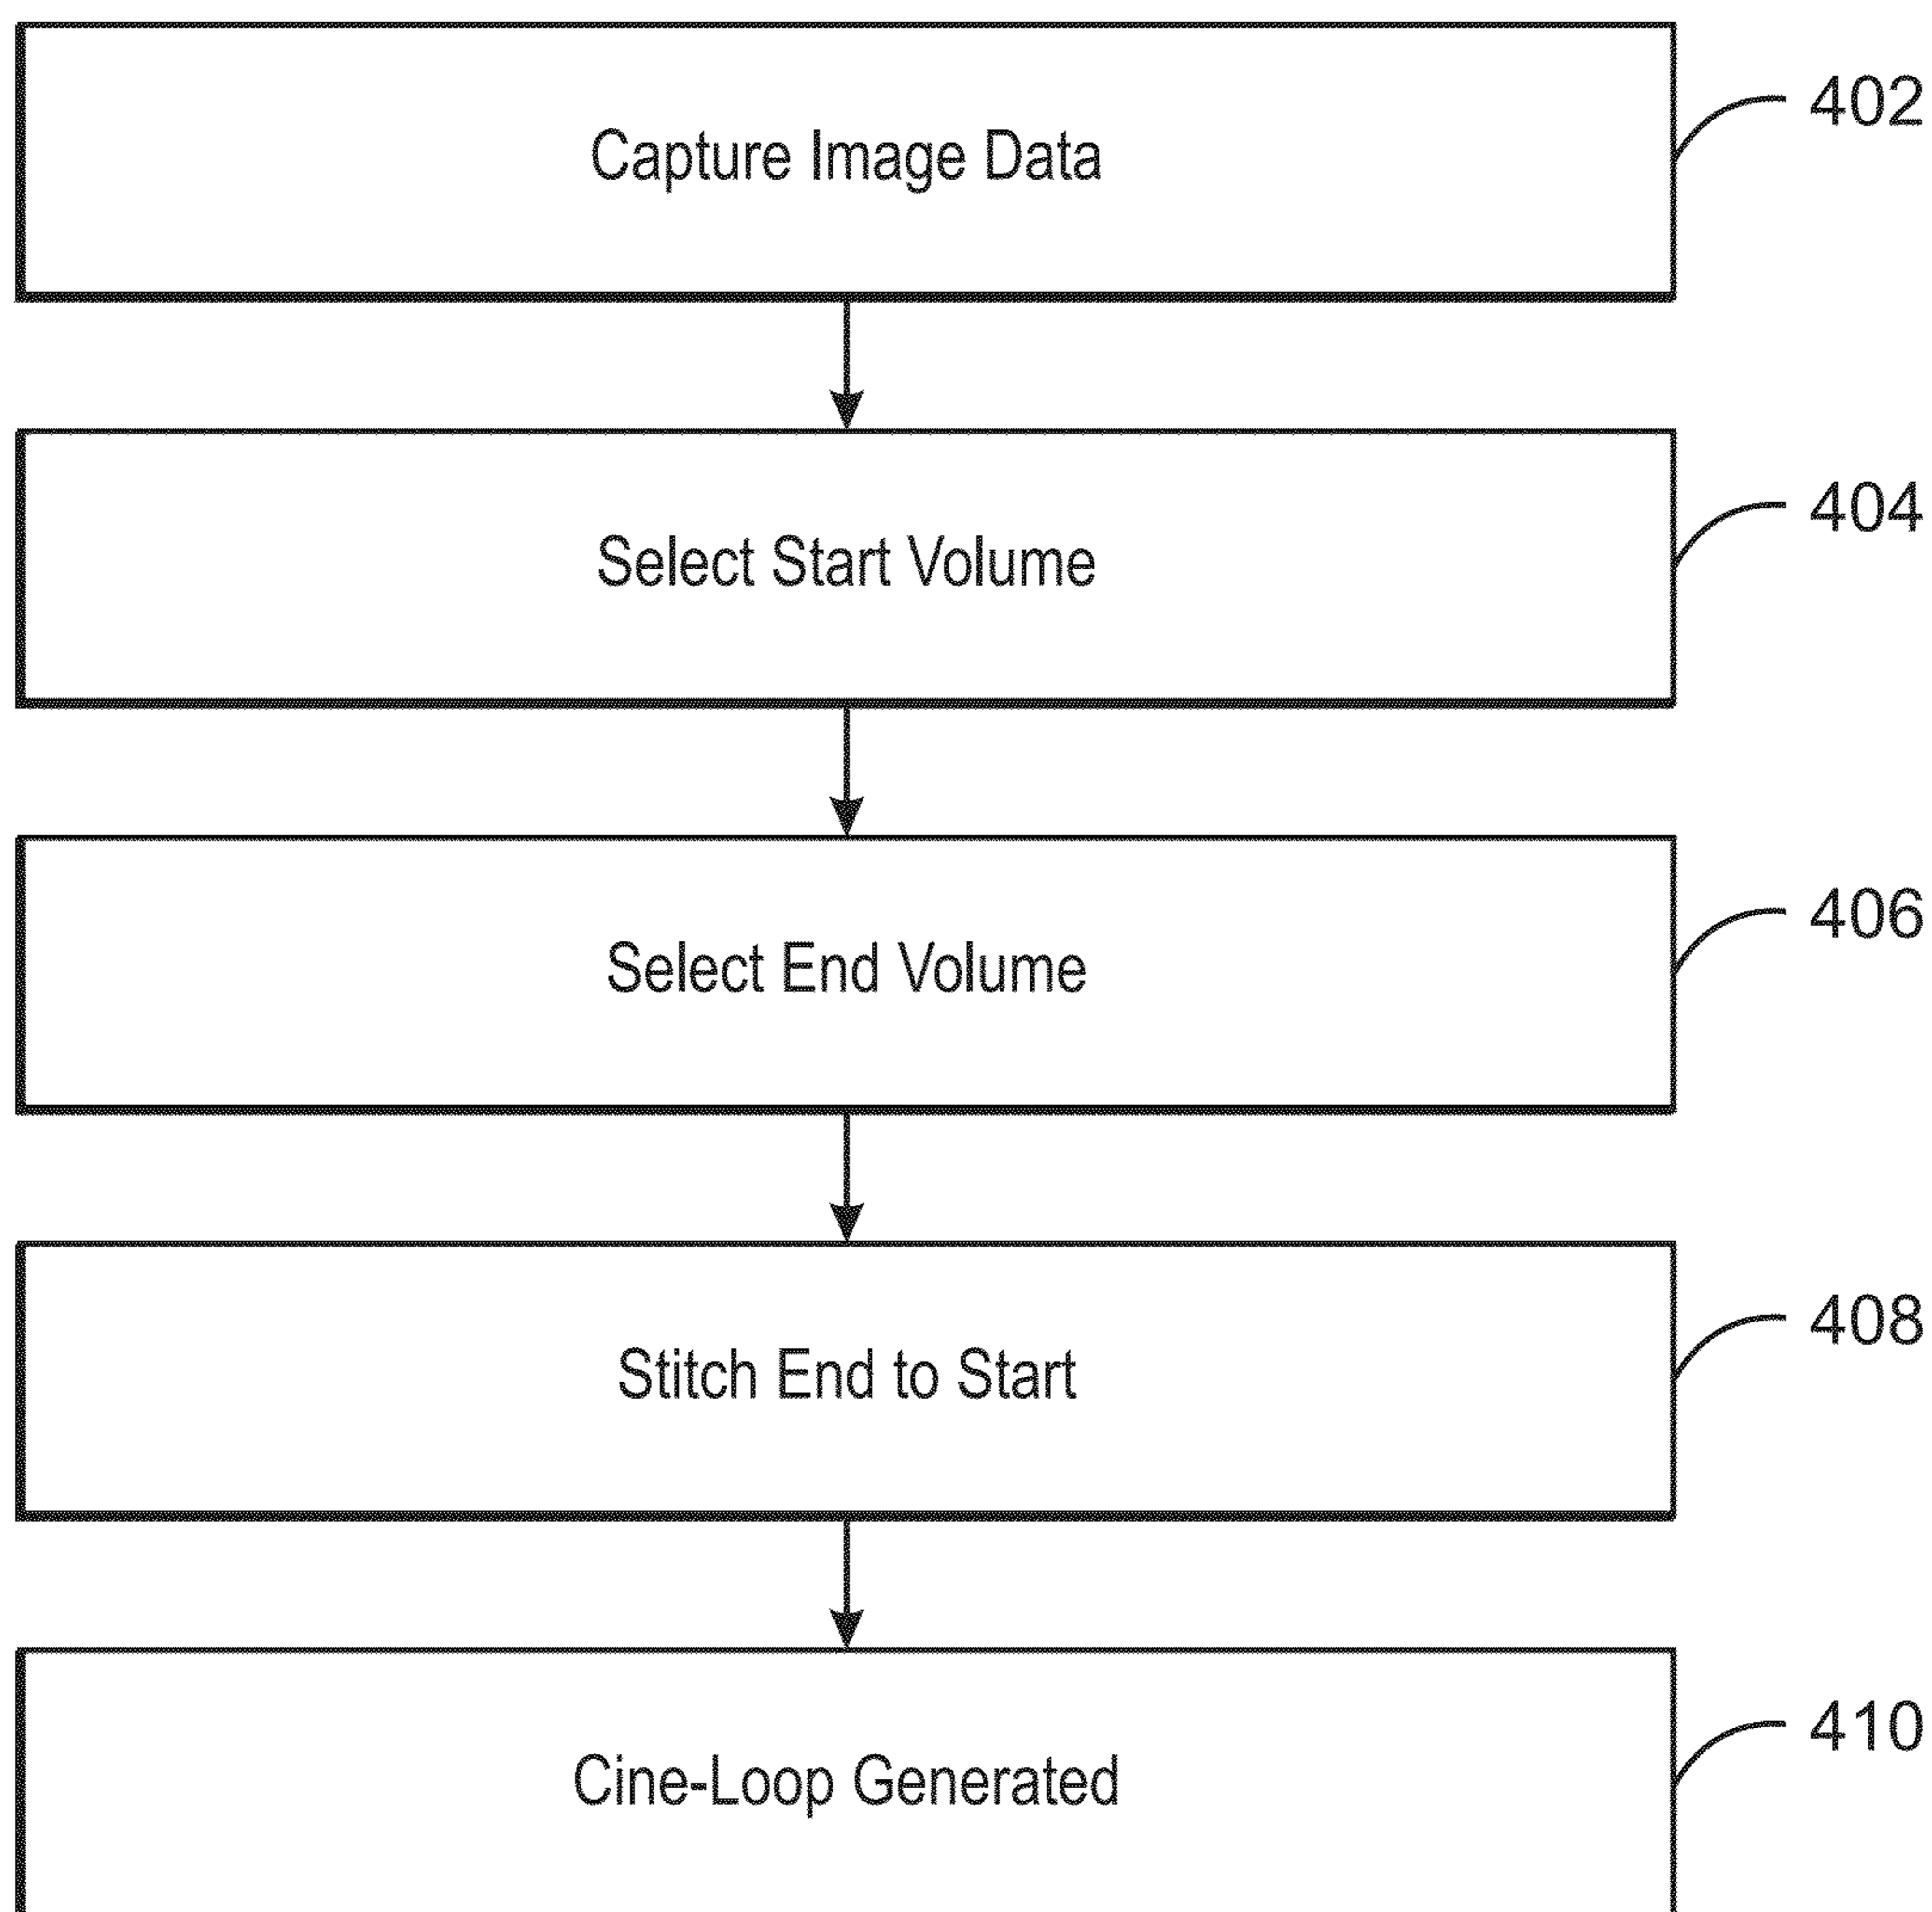 Capture Image Data
402
Select Start Volume
404
Select End Volume
406
Stitch End to Start
408
Cine-Loop Generated
410